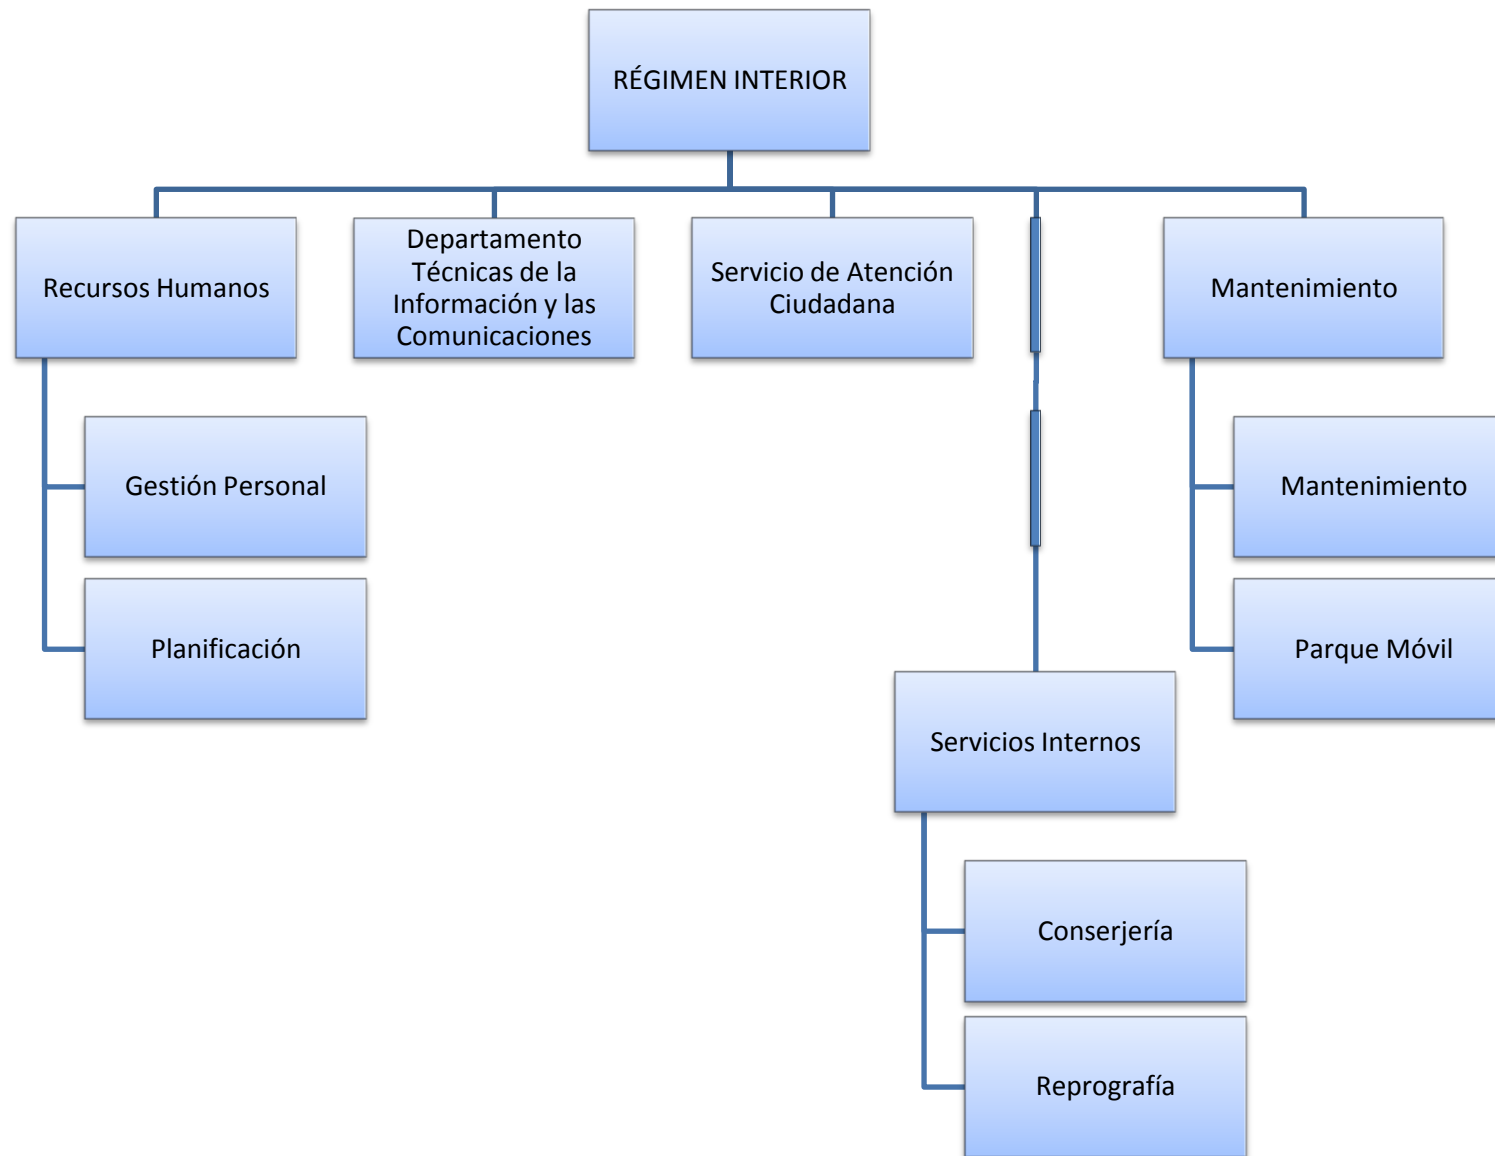 RÉGIMEN INTERIOR
Recursos Humanos
Departamento
Técnicas de la
Información y las
Comunicaciones
Servicio de Atención
Ciudadana
Mantenimiento
Gestión Personal
Mantenimiento
Planificación
Parque Móvil
Servicios Internos
Conserjería
Reprografía